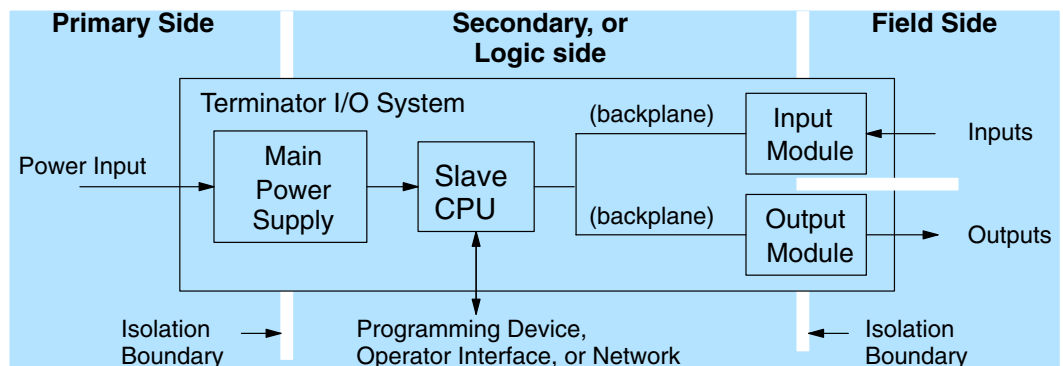 Primary Side
Secondary, or
Logic side
Field Side
Terminator I/O System
(backplane)
Input
Module
Inputs
Power Input
Main
Power
Supply
Slave
CPU
(backplane)
Output
Module
Outputs
Isolation
Boundary
Programming Device,
Operator Interface, or Network
Isolation
Boundary